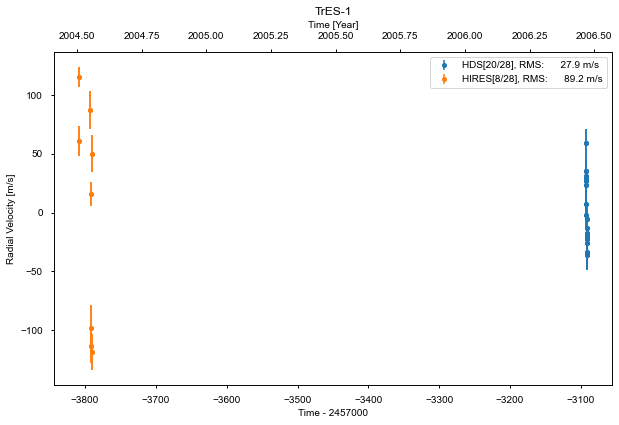 TrES-1
Time [Year]
2004.50 2004.75 2005.00 2005.25 2005.50 2005.75 2006.00 2006.25 2006.50
HDS[20/28], RMS: 27.9 m/s
HIRES[8/28], RMS: 89.2 m/s
Radial Velocity [m/s]
100
50
0
−50
−100
−3800 −3700 −3600 −3500 −3400 −3300 −3200 −3100
Time - 2457000